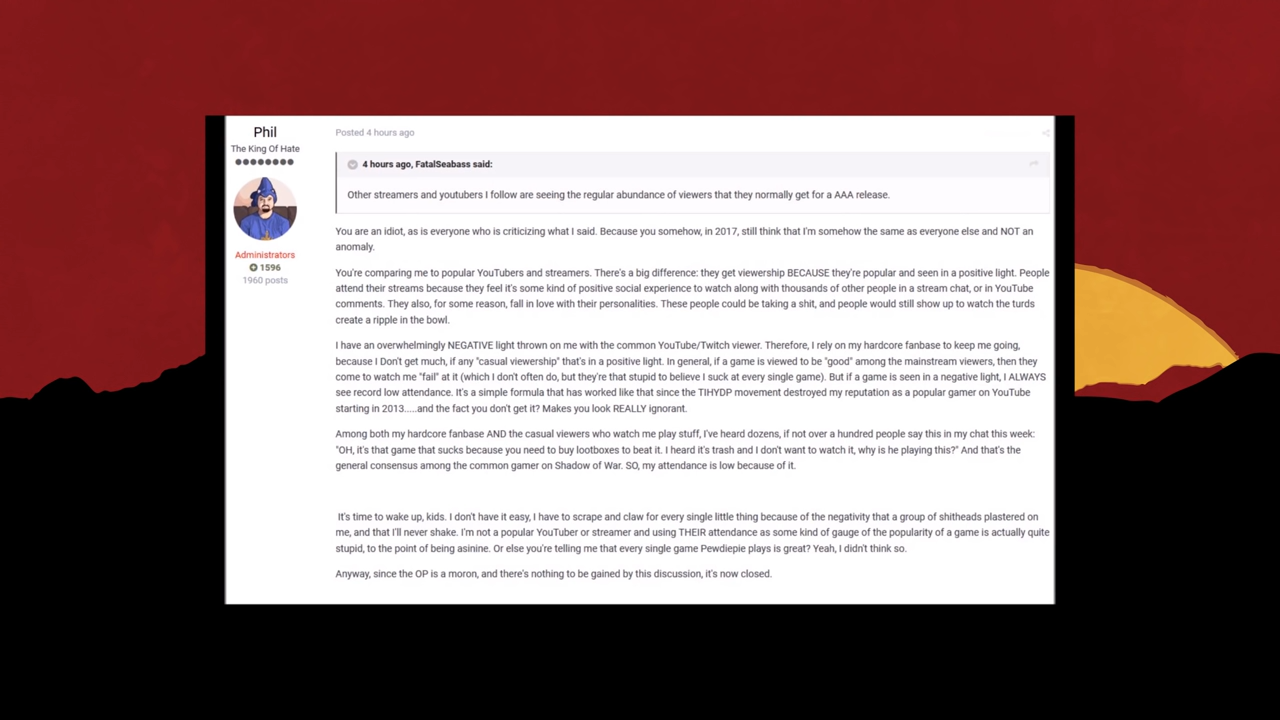 Phil
The King Of Hate
Administrators
1596
1960 posts
Posted 4 hours ago
4 hours ago, FatalSeabass said:
Other streamers and youtubers I follow are seeing the regular abundance of viewers that they normally get for a AAA release.
You are an idiot, as is everyone who is criticizing what I said. Because you somehow, in 2017, still think that I'm somehow the same as everyone else and NOT an
anomaly.
You're comparing me to popular YouTubers and streamers. There's a big difference: they get viewership BECAUSE they're popular and seen in a positive light. People
attend their streams because they feel it's some kind of positive social experience to watch along with thousands of other people in a stream chat, or in YouTube
comments. They also, for some reason, fall in love with their personalities. These people could be taking a shit, and people would still show up to watch the turds
create a ripple in the bowl.
I have an overwhelmingly NEGATIVE light thrown on me with the common YouTube/Twitch viewer. Therefore, I rely on my hardcore fanbase to keep me going,
because I Don't get much, if any "casual viewership" that's in a positive light. In general, if a game is viewed to be "good" among the mainstream viewers, then they
come to watch me "fail" at it (which I don't often do, but they're that stupid to believe I suck at every single game). But if a game is seen in a negative light, I ALWAYS
see record low attendance. It's a simple formula that has worked like that since the TIHYDP movement destroyed my reputation as a popular gamer on YouTube
starting in 2013.....and the fact you don't get it? Makes you look REALLY ignorant.
Among both my hardcore fanbase AND the casual viewers who watch me play stuff, I've heard dozens, if not over a hundred people say this in my chat this week:
"OH, it's that game that sucks because you need to buy lootboxes to beat it. I heard it's trash and I don't want to watch it, why is he playing this?" And that's the
general consensus among the common gamer on Shadow of War. SO, my attendance is low because of it.
It's time to wake up, kids. I don't have it easy, I have to scrape and claw for every single little thing because of the negativity that a group of shitheads plastered on
me, and that I'll never shake. I'm not a popular YouTuber or streamer and using THEIR attendance as some kind of gauge of the popularity of a game is actually quite
stupid, to the point of being asinine. Or else you're telling me that every single game Pewdiepie plays is great? Yeah, I didn't think so.
Anyway, since the OP is a moron, and there's nothing to be gained by this discussion, it's now closed.